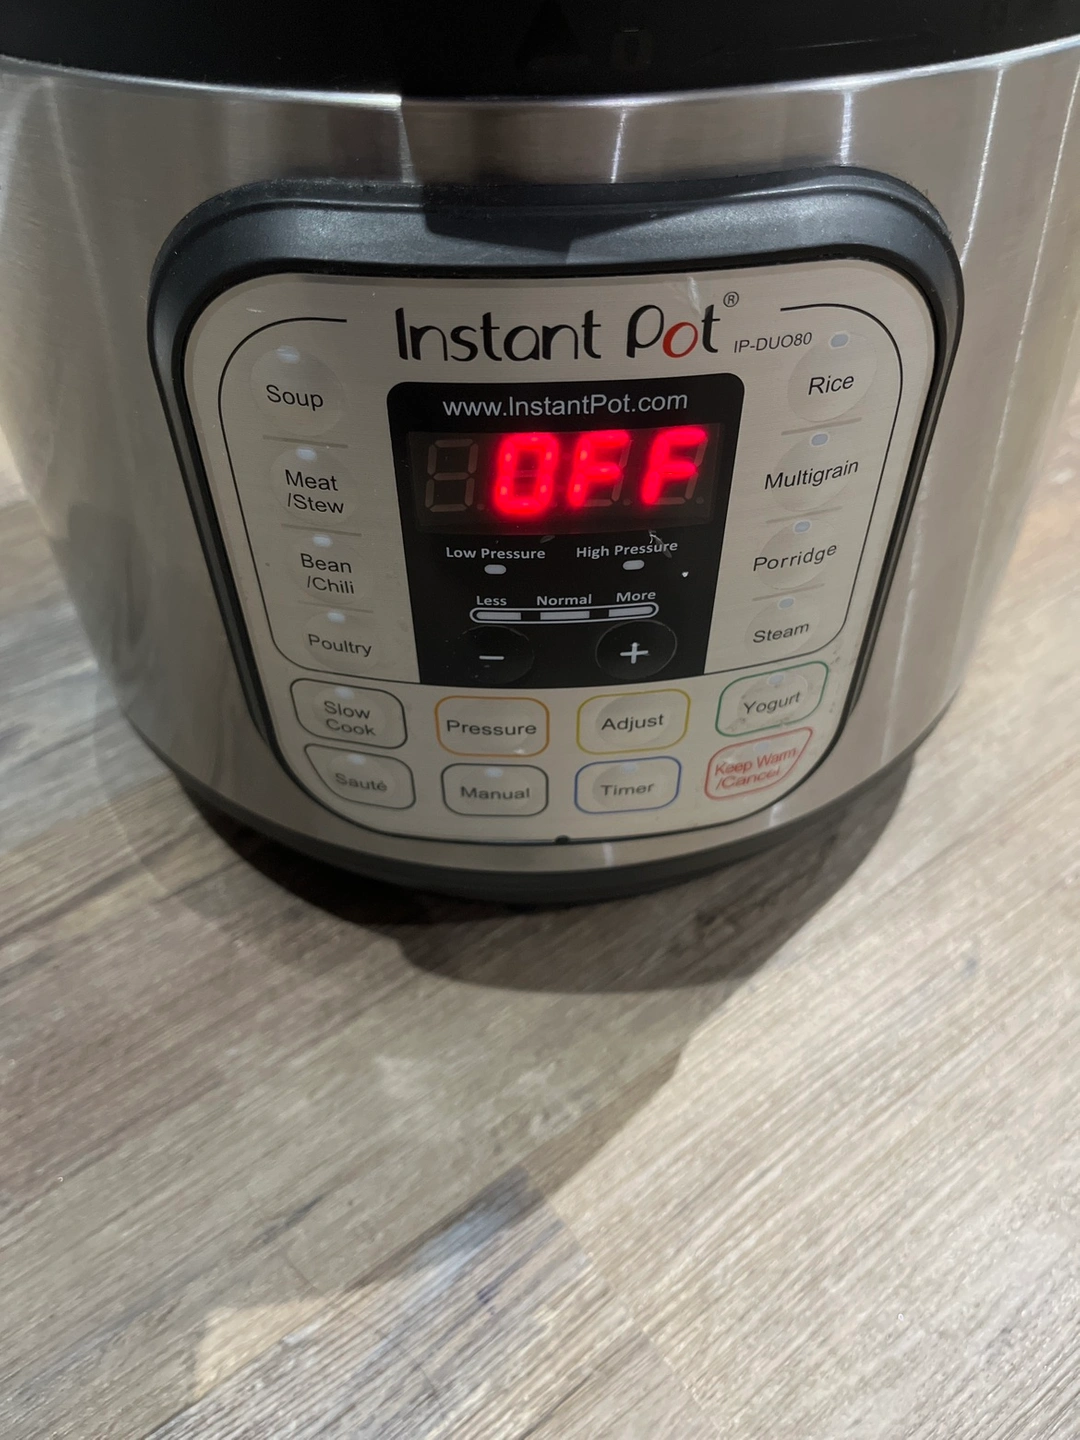 Instant Pot® IP-DUO80
www.InstantPot.com
OFF
Low Pressure High Pressure
Less Normal More
- +
Soup
Meat
/Stew
Bean
/Chili
Poultry
Rice
Multigrain
Porridge
Steam
Slow
Cook
Pressure
Adjust
Yogurt
Sauté
Manual
Timer
Keep Warm
/Cancel